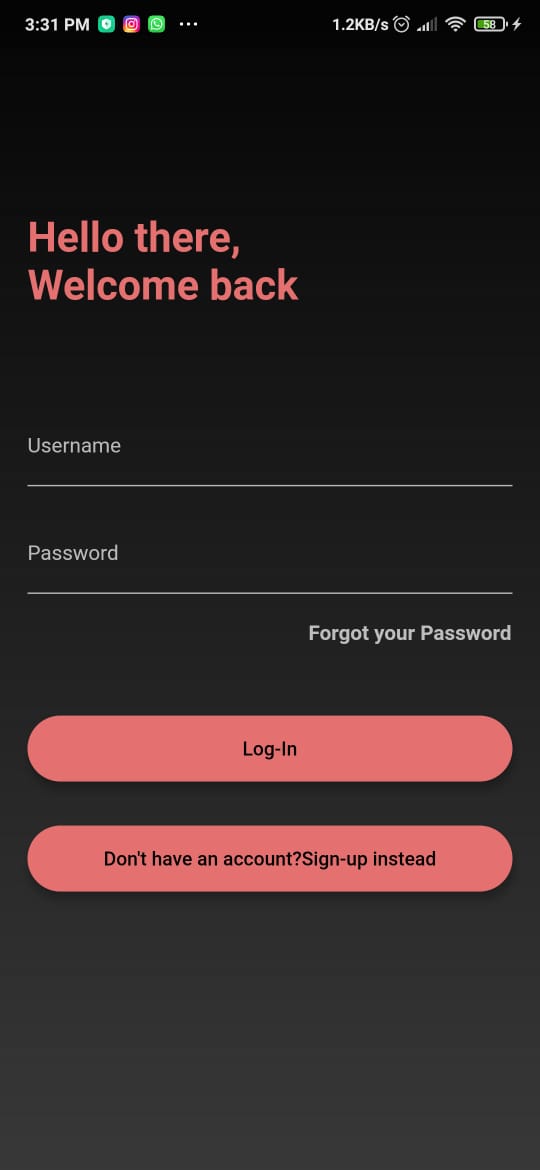 3:31 PM ... 1.2KB/s 58
Hello there,
Welcome back
Username
Password
Forgot your Password
Log-In
Don't have an account?Sign-up instead